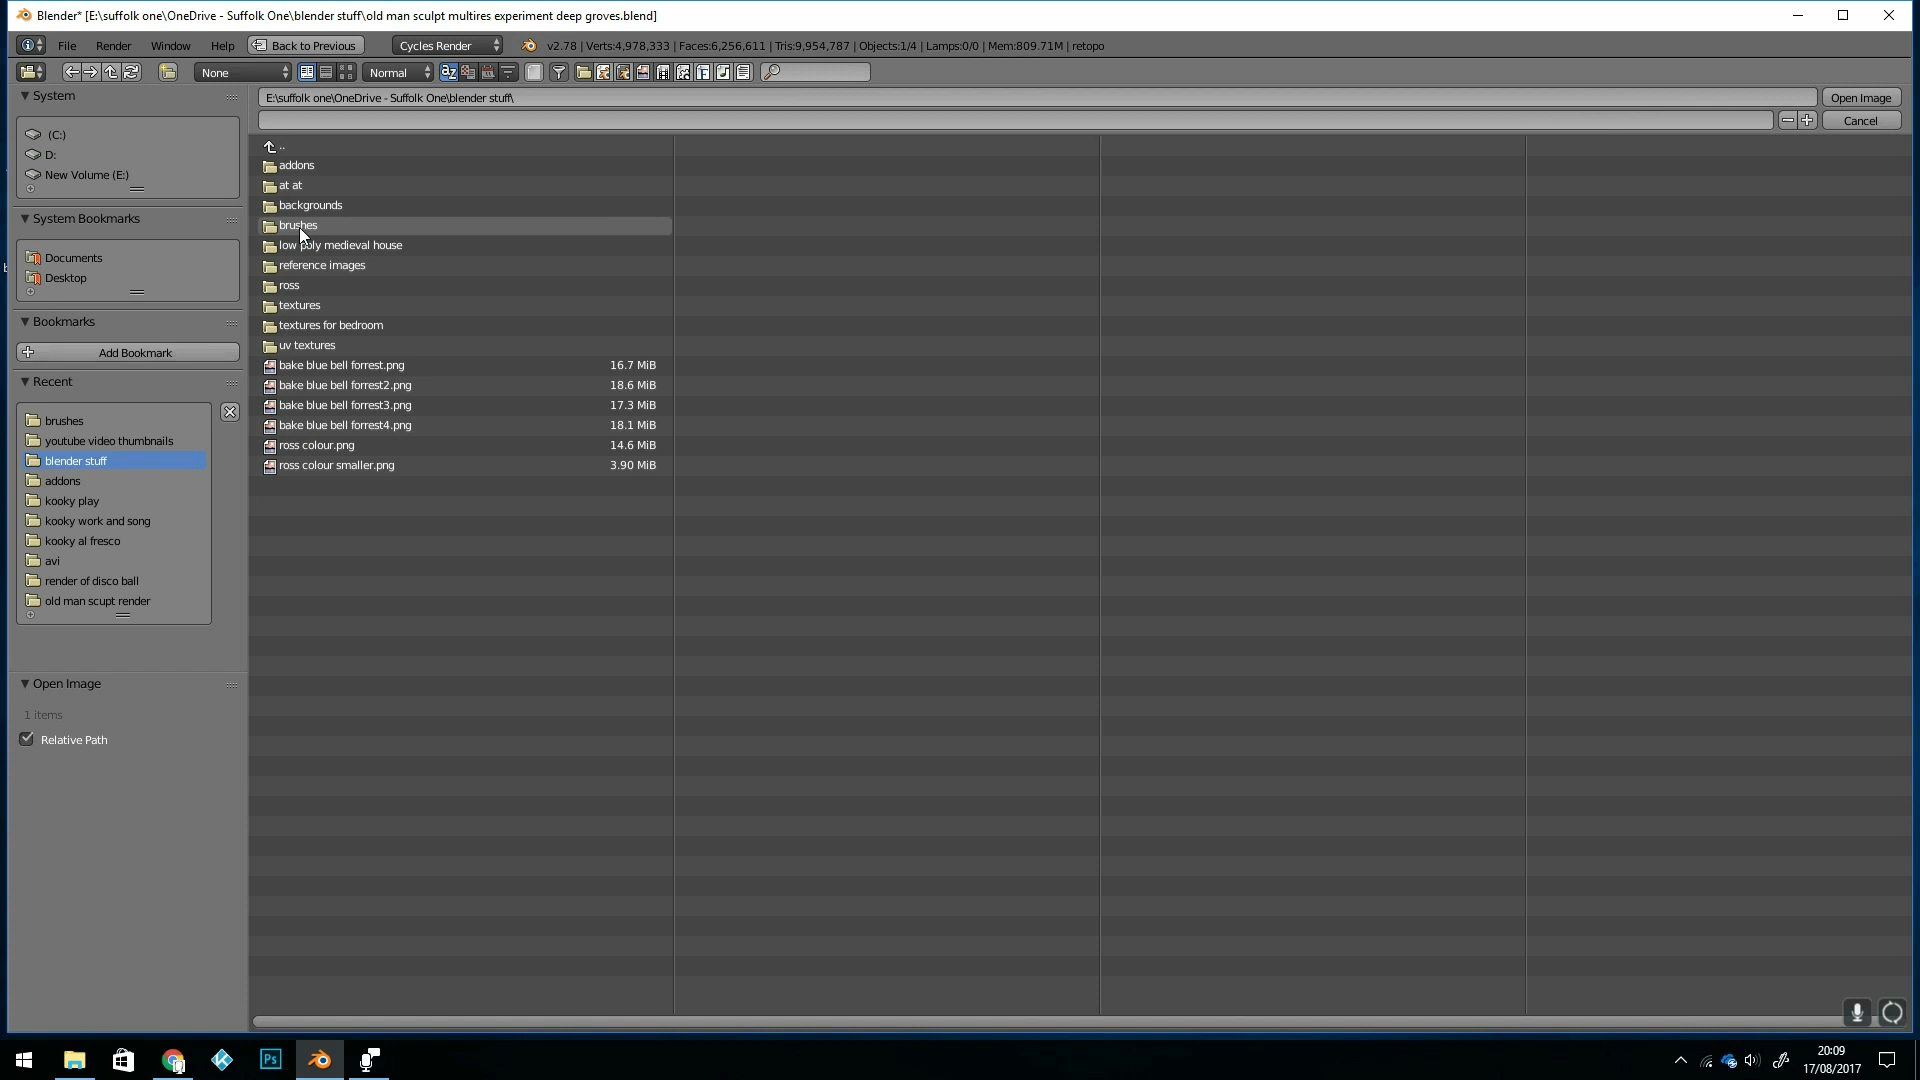 Blender* [E:\suffolk one\OneDrive - Suffolk One\blender stuff\old man sculpt multires experiment deep groves.blend]
File Render Window Help Back to Previous Cycles Render v2.78 | Verts:4,978,333 | Faces:6,256,611 | Tris:9,954,787 | Objects:1/4 | Lamps:0/0 | Mem:809.71M | retopo
None Normal
System
(C:)
D:
New Volume (E:)
System Bookmarks
Documents
Desktop
Bookmarks
Add Bookmark
Recent
brushes
youtube video thumbnails
blender stuff
addons
kooky play
kooky work and song
kooky al fresco
avi
render of disco ball
old man scupt render
Open Image
1 items
Relative Path
E:\suffolk one\OneDrive - Suffolk One\blender stuff\
Open Image
Cancel
..
addons
at at
backgrounds
brushes
low poly medieval house
reference images
ross
textures
textures for bedroom
uv textures
bake blue bell forrest.png 16.7 MiB
bake blue bell forrest2.png 18.6 MiB
bake blue bell forrest3.png 17.3 MiB
bake blue bell forrest4.png 18.1 MiB
ross colour.png 14.6 MiB
ross colour smaller.png 3.90 MiB
Ps
20:09
17/08/2017